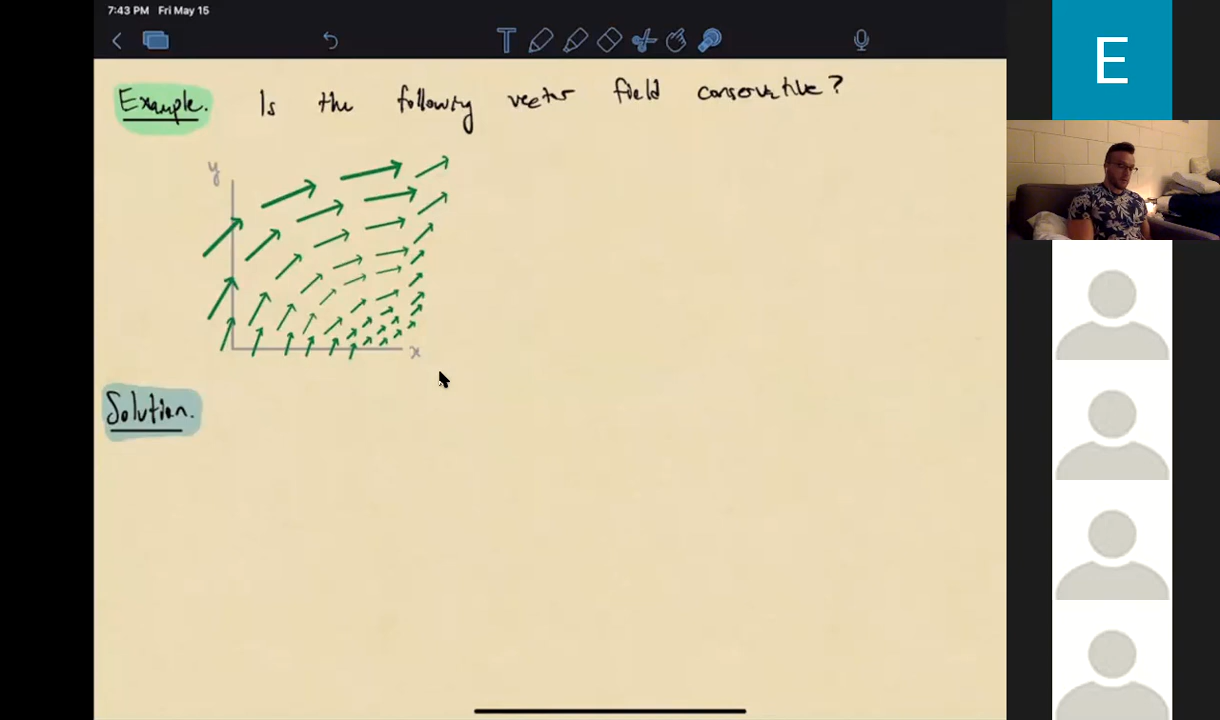 7:43 PM Fri May 15
E
Example. Is the following vector field conservative?
y
x
Solution.